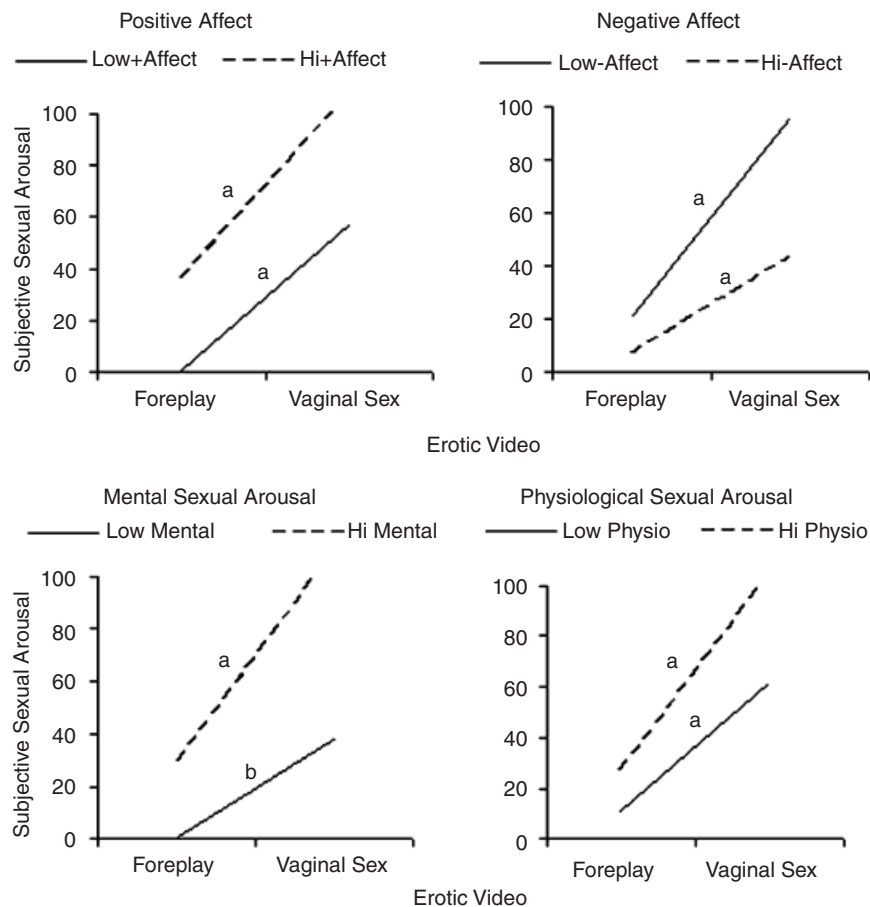 Positive Affect
Low+Affect Hi+Affect
Subjective Sexual Arousal
100
80
60
40
20
0
a
a
Foreplay Vaginal Sex
Negative Affect
Low-Affect Hi-Affect
100
80
60
40
20
0
a
a
Foreplay Vaginal Sex
Erotic Video
Mental Sexual Arousal
Low Mental Hi Mental
Subjective Sexual Arousal
100
80
60
40
20
0
a
b
Foreplay Vaginal Sex
Physiological Sexual Arousal
Low Physio Hi Physio
100
80
60
40
20
0
a
a
Foreplay Vaginal Sex
Erotic Video